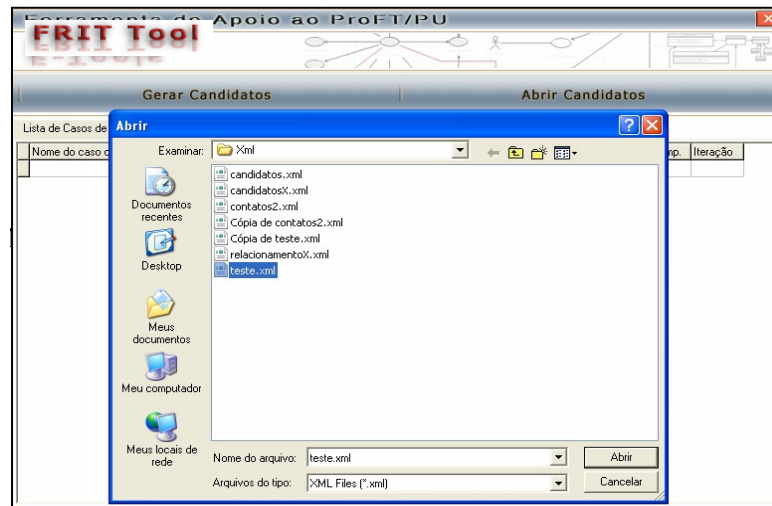 Ferramenta de Apoio ao ProFT/PU
FRIT Tool
Gerar Candidatos
Abrir Candidatos
Lista de Casos de
Abrir
Nome do caso
mp.
Iteração
Examinar:
Xml
candidatos.xml
candidatosX.xml
contatos2.xml
Cópia de contatos2.xml
Cópia de teste.xml
relacionamentoX.xml
teste.xml
Documentos
recentes
Desktop
Meus
documentos
Meu computador
Meus locais de
rede
Nome do arquivo:
teste.xml
Abrir
Arquivos do tipo:
XML Files (*.xml)
Cancelar